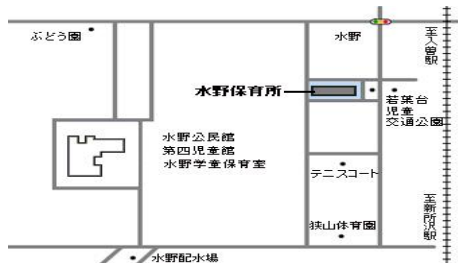 ぶどう園
水野
至入曽駅
水野保育所
若葉台
児童
交通公園
水野公民館
第四児童館
水野学童保育室
テニスコート
至新所沢駅
狭山体育園
水野配水場